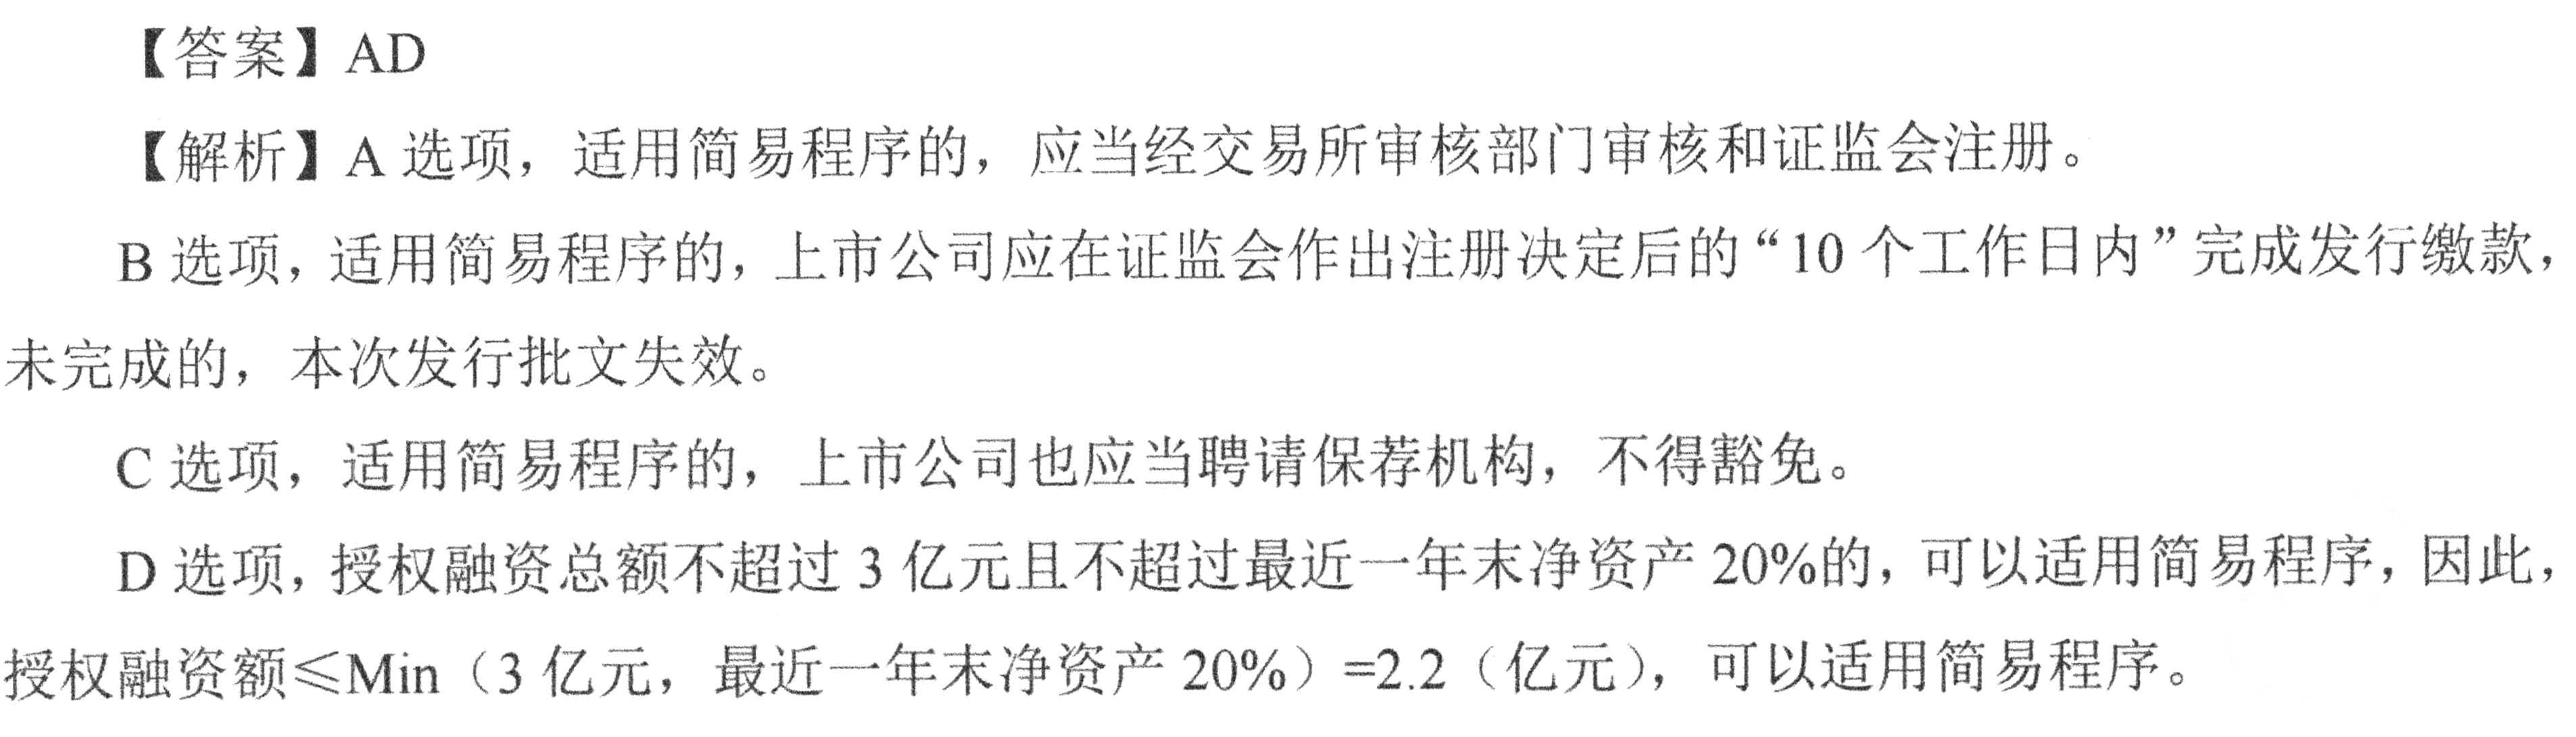 【答案】AD
【解析】A 选项，适用简易程序的，应当经交易所审核部门审核和证监会注册。
B 选项，适用简易程序的，上市公司应在证监会作出注册决定后的“10 个工作日内”完成发行缴款，
未完成的，本次发行批文失效。
C 选项，适用简易程序的，上市公司也应当聘请保荐机构，不得豁免。
D 选项，授权融资总额不超过 3 亿元且不超过最近一年末净资产 20%的，可以适用简易程序，因此，
授权融资额≤Min（3 亿元，最近一年末净资产 20%）=2.2（亿元），可以适用简易程序。